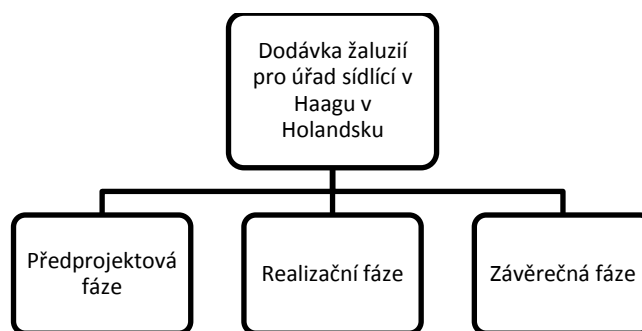 Dodávka žaluzií
pro úřad sídlící v
Haagu v
Holandsku
Předprojektová
fáze
Realizační fáze
Závěrečná fáze